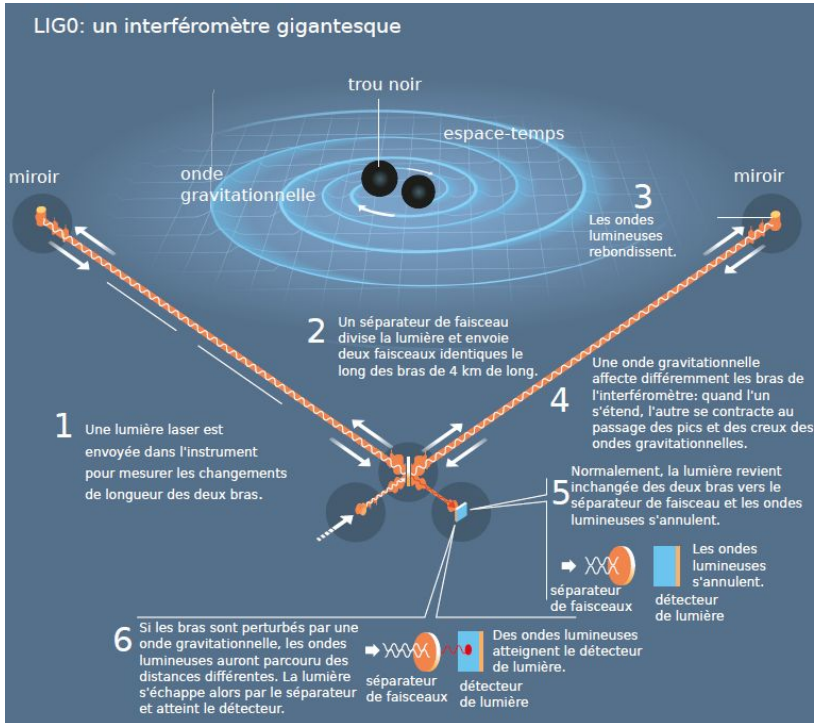 LIG0: un interféromètre gigantesque
trou noir
espace-temps
onde
gravitationnelle
miroir
miroir
3
Les ondes
lumineuses
rebondissent.
2
Un séparateur de faisceau
divise la lumière et envoie
deux faisceaux identiques le
long des bras de 4 km de long.
1
Une lumière laser est
envoyée dans l'instrument
pour mesurer les changements
de longueur des deux bras.
4
Une onde gravitationnelle
affecte différemment les bras de
l'interféromètre: quand l'un
s'étend, l'autre se contracte au
passage des pics et des creux des
ondes gravitationnelles.
5
Normalement, la lumière revient
inchangée des deux bras vers le
séparateur de faisceau et les ondes
lumineuses s'annulent.
séparateur
de faisceaux
détecteur
de lumière
Les ondes
lumineuses
s'annulent.
6
Si les bras sont perturbés par une
onde gravitationnelle, les ondes
lumineuses auront parcouru des
distances différentes. La lumière
s'échappe alors par le séparateur
et atteint le détecteur.
séparateur
de faisceaux
détecteur
de lumière
Des ondes lumineuses
atteignent le détecteur
de lumière.